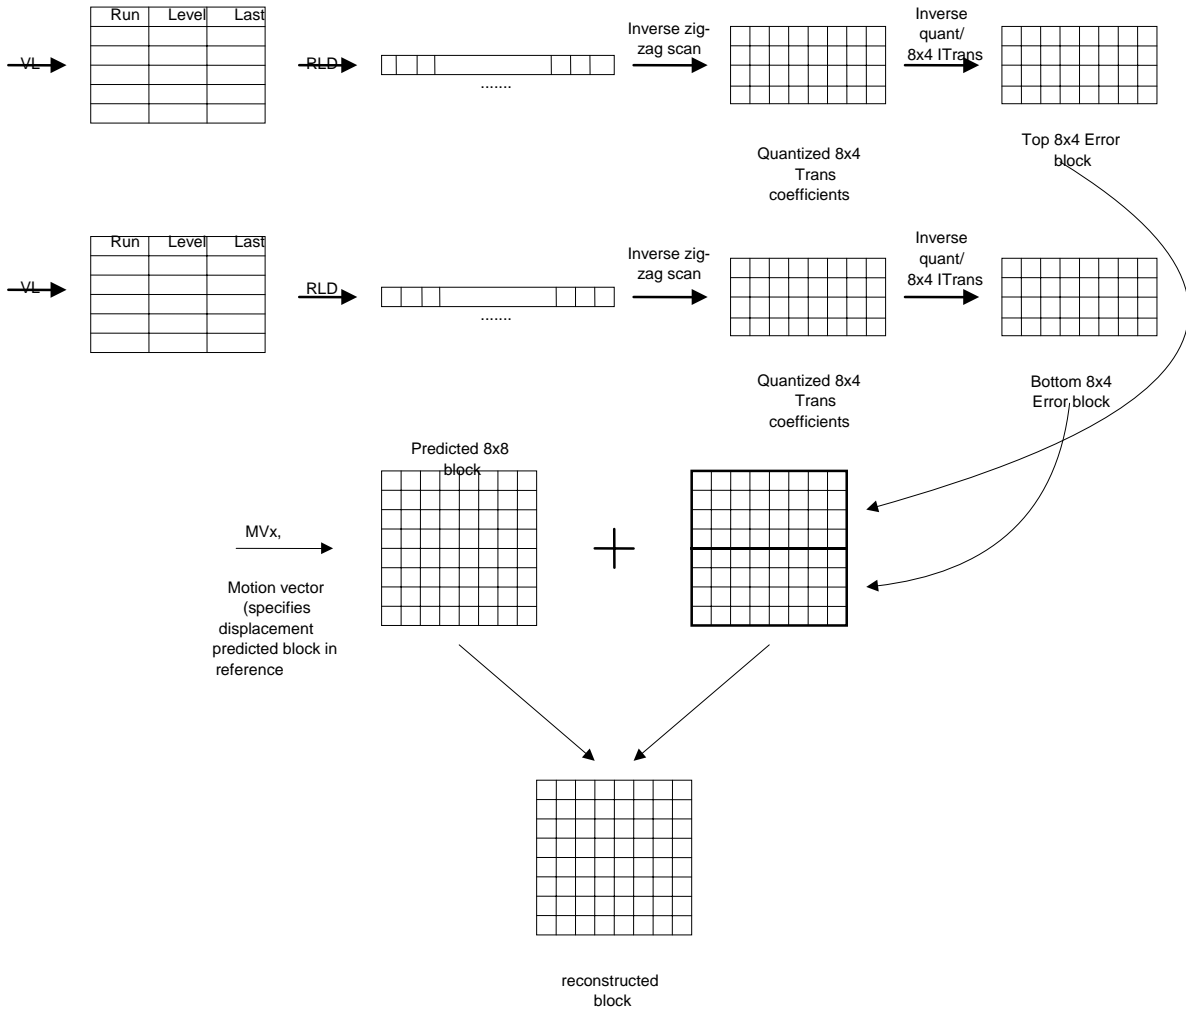 Run Level Last
VL
RLD
.......
Inverse zig-
zag scan
Inverse
quant/
8x4 ITrans
Quantized 8x4
Trans
coefficients
Top 8x4 Error
block
Run Level Last
VL
RLD
.......
Inverse zig-
zag scan
Inverse
quant/
8x4 ITrans
Quantized 8x4
Trans
coefficients
Bottom 8x4
Error block
Predicted 8x8
block
MVx,
Motion vector
(specifies
displacement
predicted block in
reference
reconstructed
block